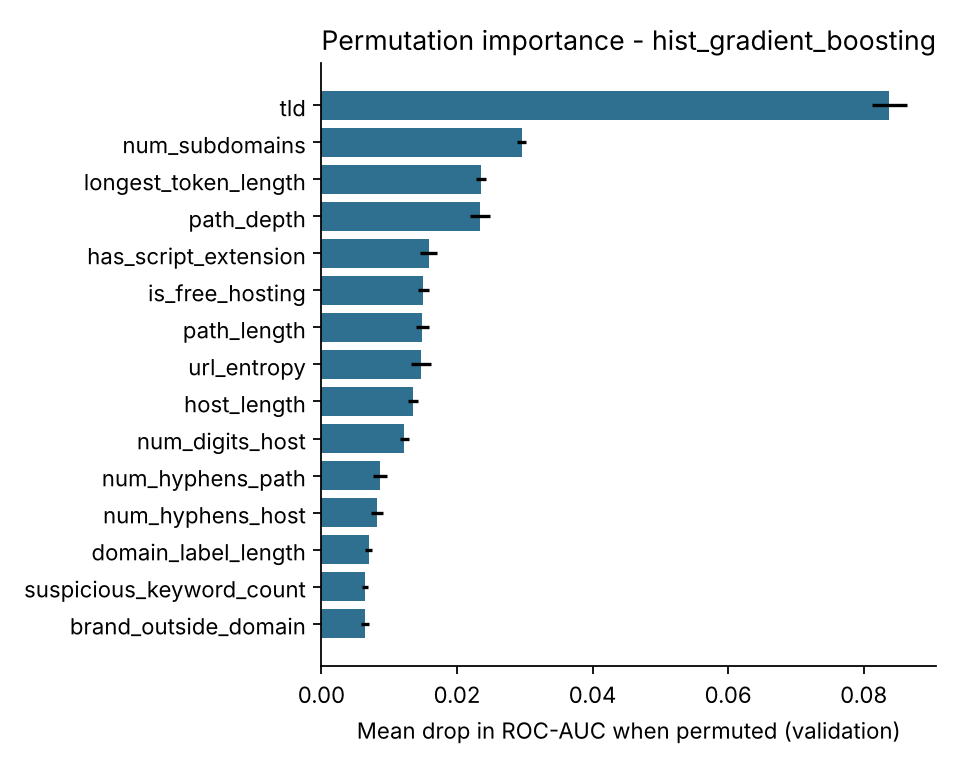 Permutation importance - hist_gradient_boosting
tld
num_subdomains
longest_token_length
path_depth
has_script_extension
is_free_hosting
path_length
url_entropy
host_length
num_digits_host
num_hyphens_path
num_hyphens_host
domain_label_length
suspicious_keyword_count
brand_outside_domain
0.00 0.02 0.04 0.06 0.08
Mean drop in ROC-AUC when permuted (validation)